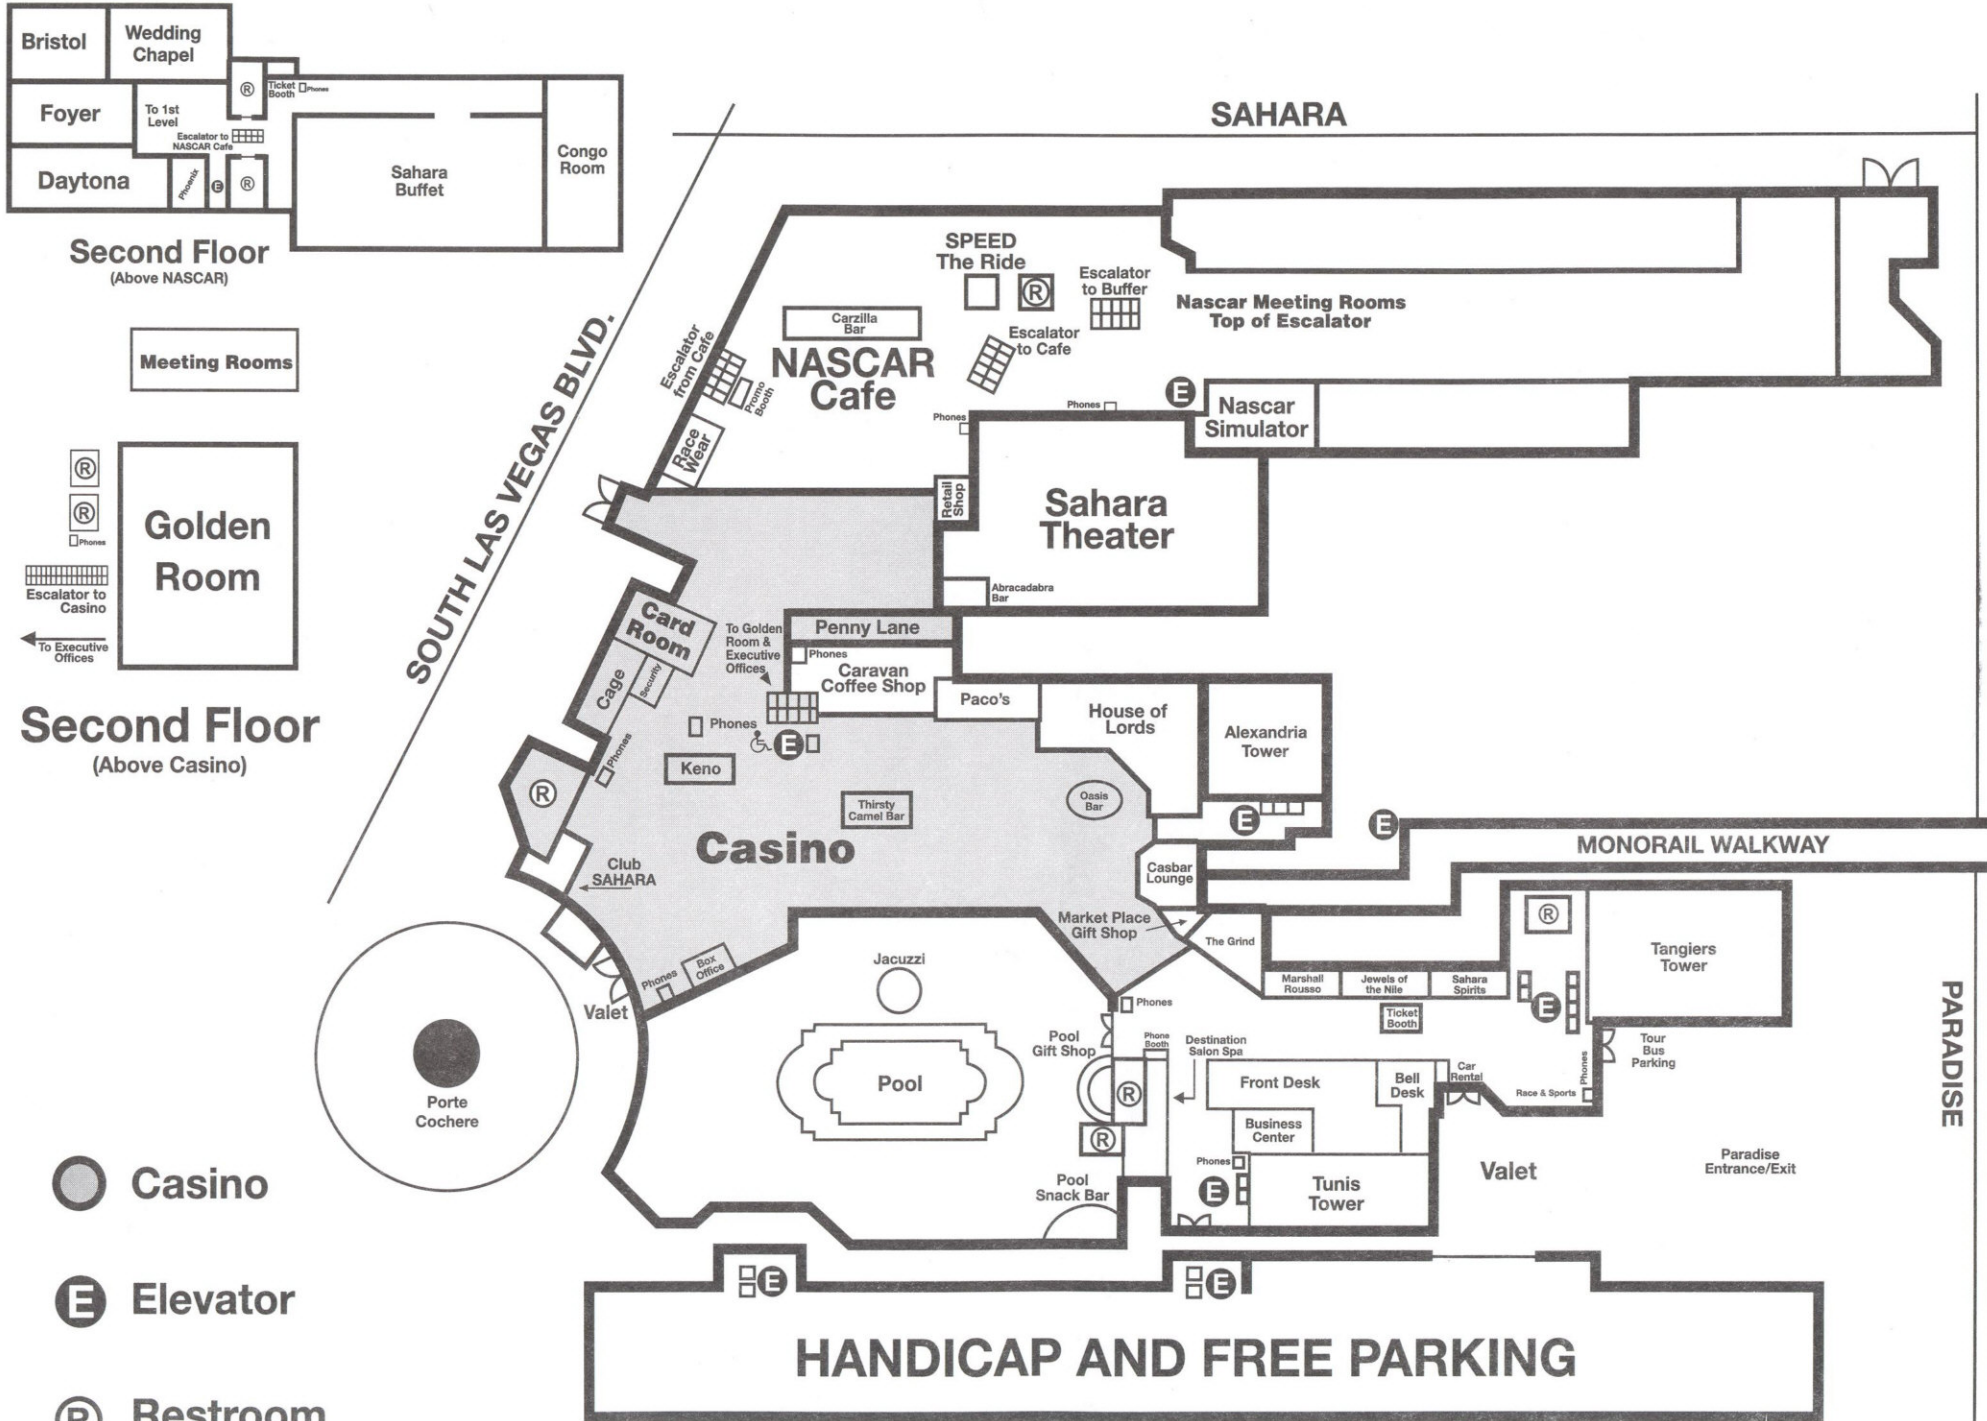 Bristol
Wedding
Chapel
Foyer
To 1st
Level
Escalator to
NASCAR Cafe
R
Ticket
Booth
Phones
Daytona
Phoenix
E
R
Sahara
Buffet
Congo
Room
Second Floor
(Above NASCAR)
Meeting Rooms
R
R
Phones
Escalator to
Casino
To Executive
Offices
Golden
Room
Second Floor
(Above Casino)
SAHARA
SOUTH LAS VEGAS BLVD.
PARADISE
SPEED
The Ride
R
Escalator
to Buffer
Nascar Meeting Rooms
Top of Escalator
Carzilla
Bar
Escalator
to Cafe
NASCAR
Cafe
Escalator
from Cafe
Promo
Booth
Race
Wear
Phones
Phones
E
Nascar
Simulator
Retail
Shop
Sahara
Theater
Abracadabra
Bar
Card
Room
Cage
Security
To Golden
Room &
Executive
Offices
Penny Lane
Phones
Caravan
Coffee Shop
Paco's
House of
Lords
Alexandria
Tower
Phones
E
Phones
Keno
R
Thirsty
Camel Bar
Oasis
Bar
E
E
MONORAIL WALKWAY
Casino
Club
SAHARA
Casbar
Lounge
Market Place
Gift Shop
The Grind
R
Tangiers
Tower
Marshall
Rousso
Jewels of
the Nile
Sahara
Spirits
Ticket
Booth
E
Phones
Box
Office
Valet
Jacuzzi
Phones
Pool
Gift Shop
Phone
Booth
Destination
Salon Spa
Tour
Bus
Parking
Pool
R
R
Front Desk
Bell
Desk
Car
Rental
Race & Sports
Phones
Business
Center
Phones
E
Tunis
Tower
Valet
Paradise
Entrance/Exit
Pool
Snack Bar
Porte
Cochere
E
E
HANDICAP AND FREE PARKING
Casino
E Elevator
R Restroom